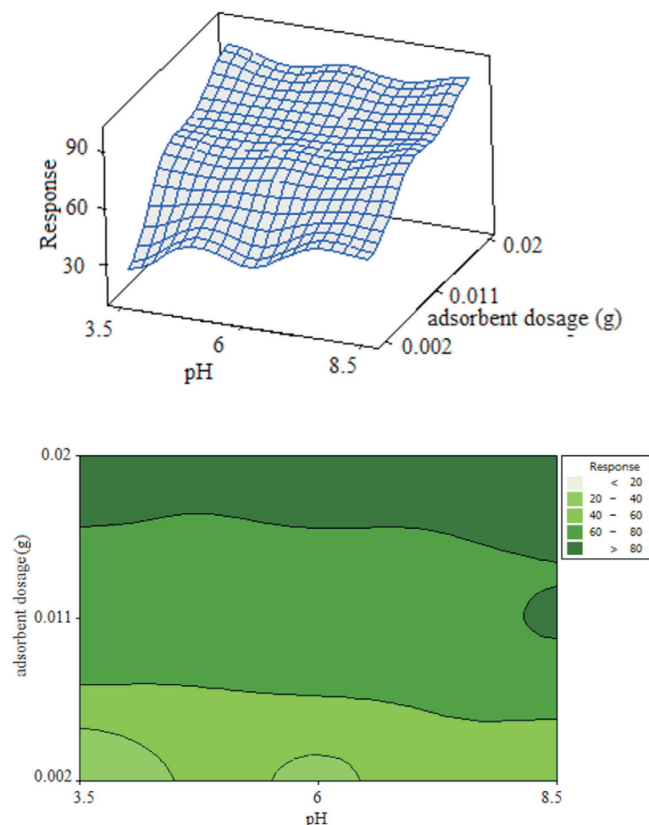 90
Response
60
30
3.5
6
8.5
pH
0.02
0.011
adsorbent dosage (g)
0.002
0.02
adsorbent dosage(g)
0.011
0.002
3.5
6
8.5
pH
Response
< 20
20 – 40
40 – 60
60 – 80
> 80